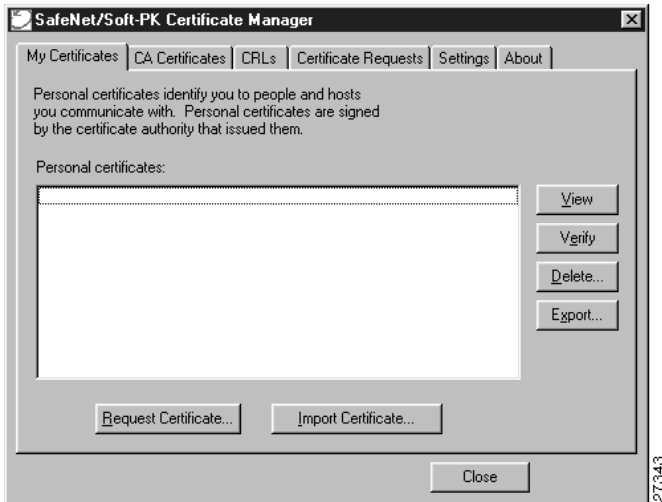 SafeNet/Soft-PK Certificate Manager
My Certificates CA Certificates CRLs Certificate Requests Settings About
Personal certificates identify you to people and hosts
you communicate with. Personal certificates are signed
by the certificate authority that issued them.
Personal certificates:
View
Verify
Delete...
Export...
Request Certificate... Import Certificate...
Close
27343